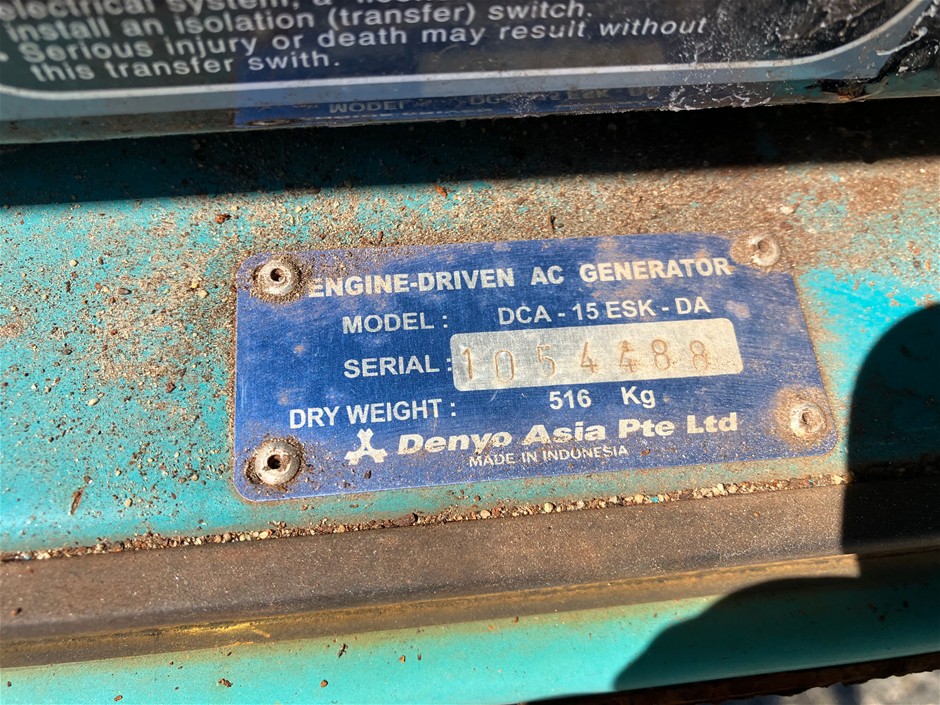 electrical system, a
Install an isolation (transfer) switch.
Serious injury or death may result without
this transfer swith.
MODEL
ENGINE-DRIVEN AC GENERATOR
MODEL : DCA - 15 ESK - DA
SERIAL : 1054488
DRY WEIGHT : 516 Kg
Denyo Asia Pte Ltd
MADE IN INDONESIA